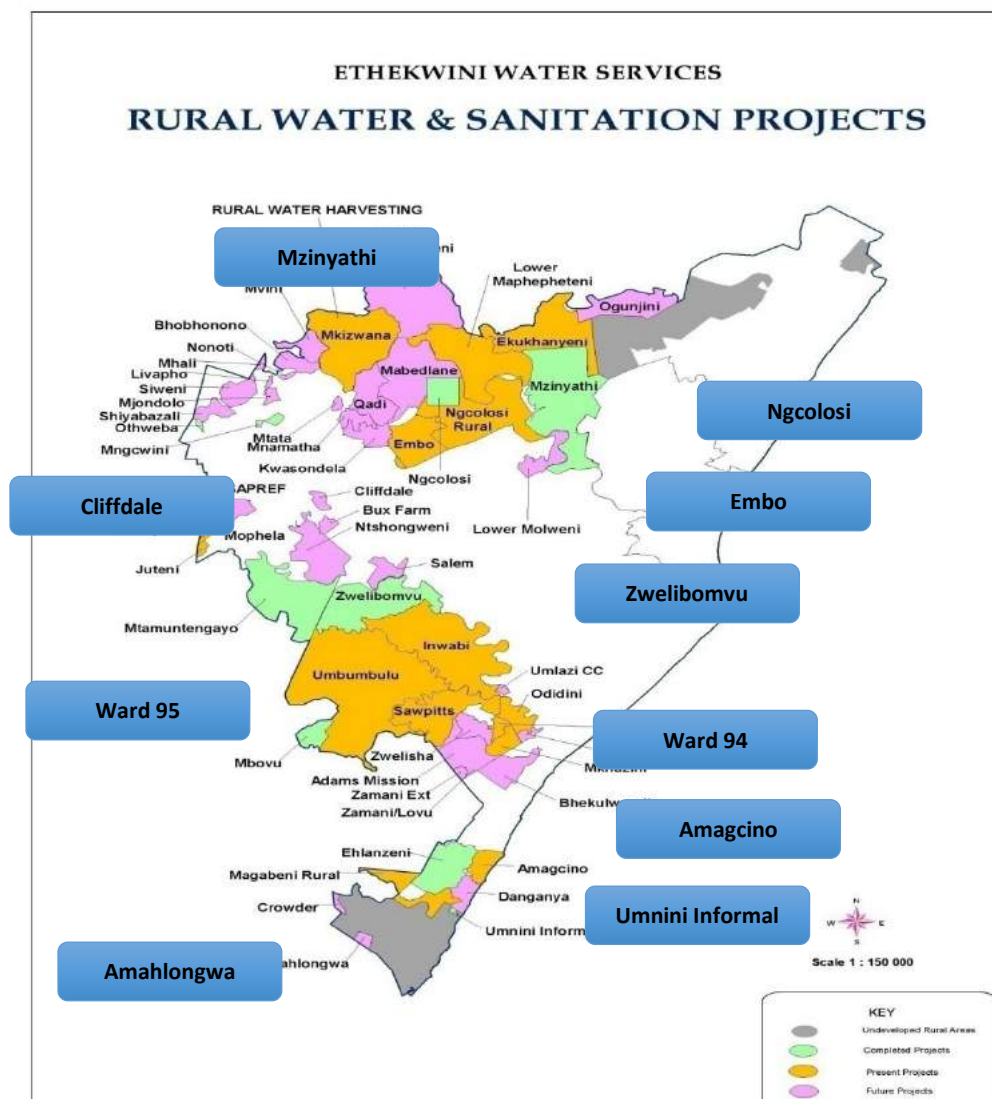 ETHEKWINI WATER SERVICES
RURAL WATER & SANITATION PROJECTS
RURAL WATER HARVESTING
Mzinyathi
Lower
Maphepheteni
Ogunjini
Bhobhonono
Mkizwana
Ekukhanyeni
Nonoti
Mhali
Mabedlane
Mzinyathi
Livapho
Siweni
Mjondolo
Qadi
Ngcolosi
Rural
Ngcolosi
Shiyabazali
Othweba
Mtata
Mnamatha
Embo
Mngcwini
Kwasondela
Ngcolosi
Cliffdale
SAPREF
Cliffdale
Embo
Bux Farm
Ntshongweni
Lower Molweni
Mophela
Juteni
Salem
Zwelibomvu
Zwelibomvu
Mtamuntengayo
Inwabi
Umbumbulu
Umlazi CC
Odidini
Ward 95
Sawpitts
Ward 94
Mbovu
Zwelisha
Adams Mission
Zamani Ext
Zamani/Lovu
Amagcino
Ehlanzeni
Magabeni Rural
Amagcino
Danganya
Crowder
Umnini Inform
Umnini Informal
Amahlongwa
ahlongwa
N
W E
S
Scale 1 : 150 000
KEY
Undeveloped Rural Areas
Completed Projects
Present Projects
Future Projects